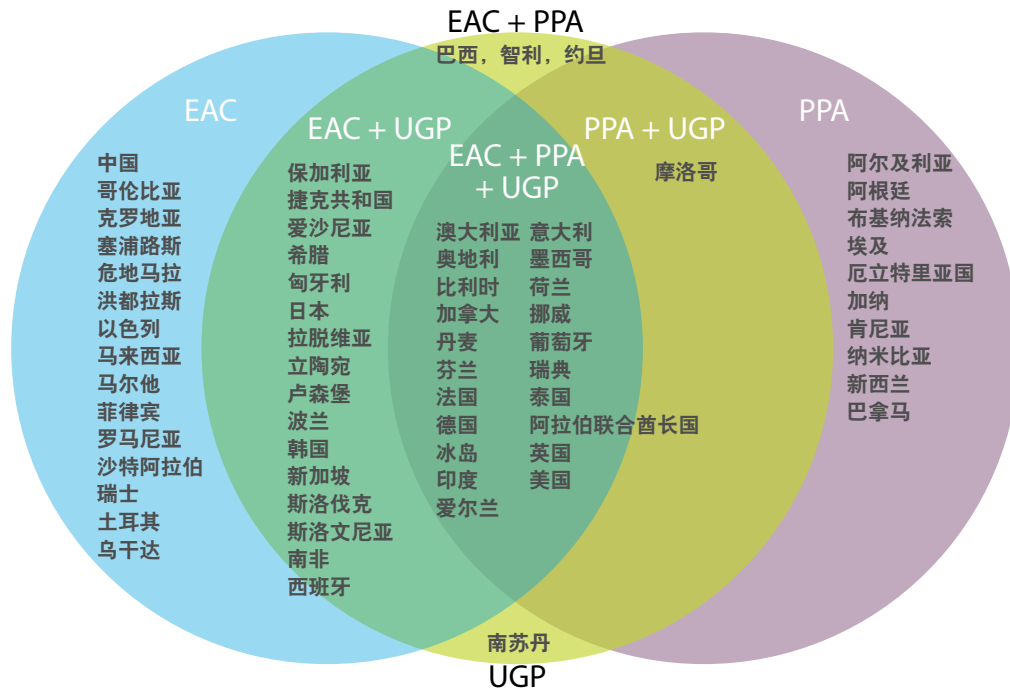 EAC + PPA
巴西，智利，约旦
EAC
中国
哥伦比亚
克罗地亚
塞浦路斯
危地马拉
洪都拉斯
以色列
马来西亚
马尔他
菲律宾
罗马尼亚
沙特阿拉伯
瑞士
土耳其
乌干达
EAC + UGP
保加利亚
捷克共和国
爱沙尼亚
希腊
匈牙利
日本
拉脱维亚
立陶宛
卢森堡
波兰
韩国
新加坡
斯洛伐克
斯洛文尼亚
南非
西班牙
EAC + PPA
+ UGP
澳大利亚 意大利
奥地利 墨西哥
比利时 荷兰
加拿大 挪威
丹麦 葡萄牙
芬兰 瑞典
法国 泰国
德国 阿拉伯联合酋长国
冰岛 英国
印度 美国
爱尔兰
PPA + UGP
摩洛哥
PPA
阿尔及利亚
阿根廷
布基纳法索
埃及
厄立特里亚国
加纳
肯尼亚
纳米比亚
新西兰
巴拿马
南苏丹
UGP